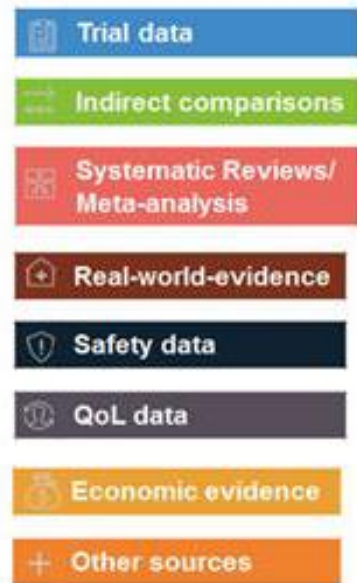 Trial data
Indirect comparisons
Systematic Reviews/
Meta-analysis
Real-world-evidence
Safety data
QoL data
Economic evidence
Other sources